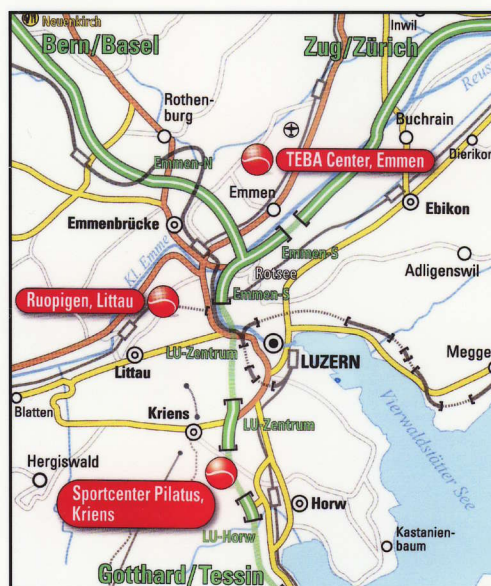 Neuenkirch
Inwil
Bern/Basel
Zug/Zürich
Reuss
Rothen-
burg
Buchrain
TEBA Center, Emmen
Dierikon
Emmen-N
Emmen
Ebikon
Emmenbrücke
Emmen-S
Kl. Emme
Rotsee
Adligenswil
Emmen-S
Ruopigen, Littau
LU-Zentrum
LUZERN
Meggen
Littau
Blatten
Kriens
LU-Zentrum
Vierwaldstätter See
Hergiswald
Sportcenter Pilatus,
Kriens
Horw
LU-Horw
Kastanien-
baum
Gotthard/Tessin